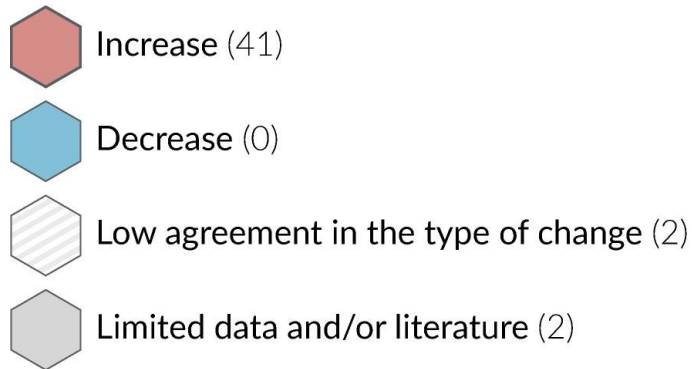 Increase (41)
Decrease (0)
Low agreement in the type of change (2)
Limited data and/or literature (2)